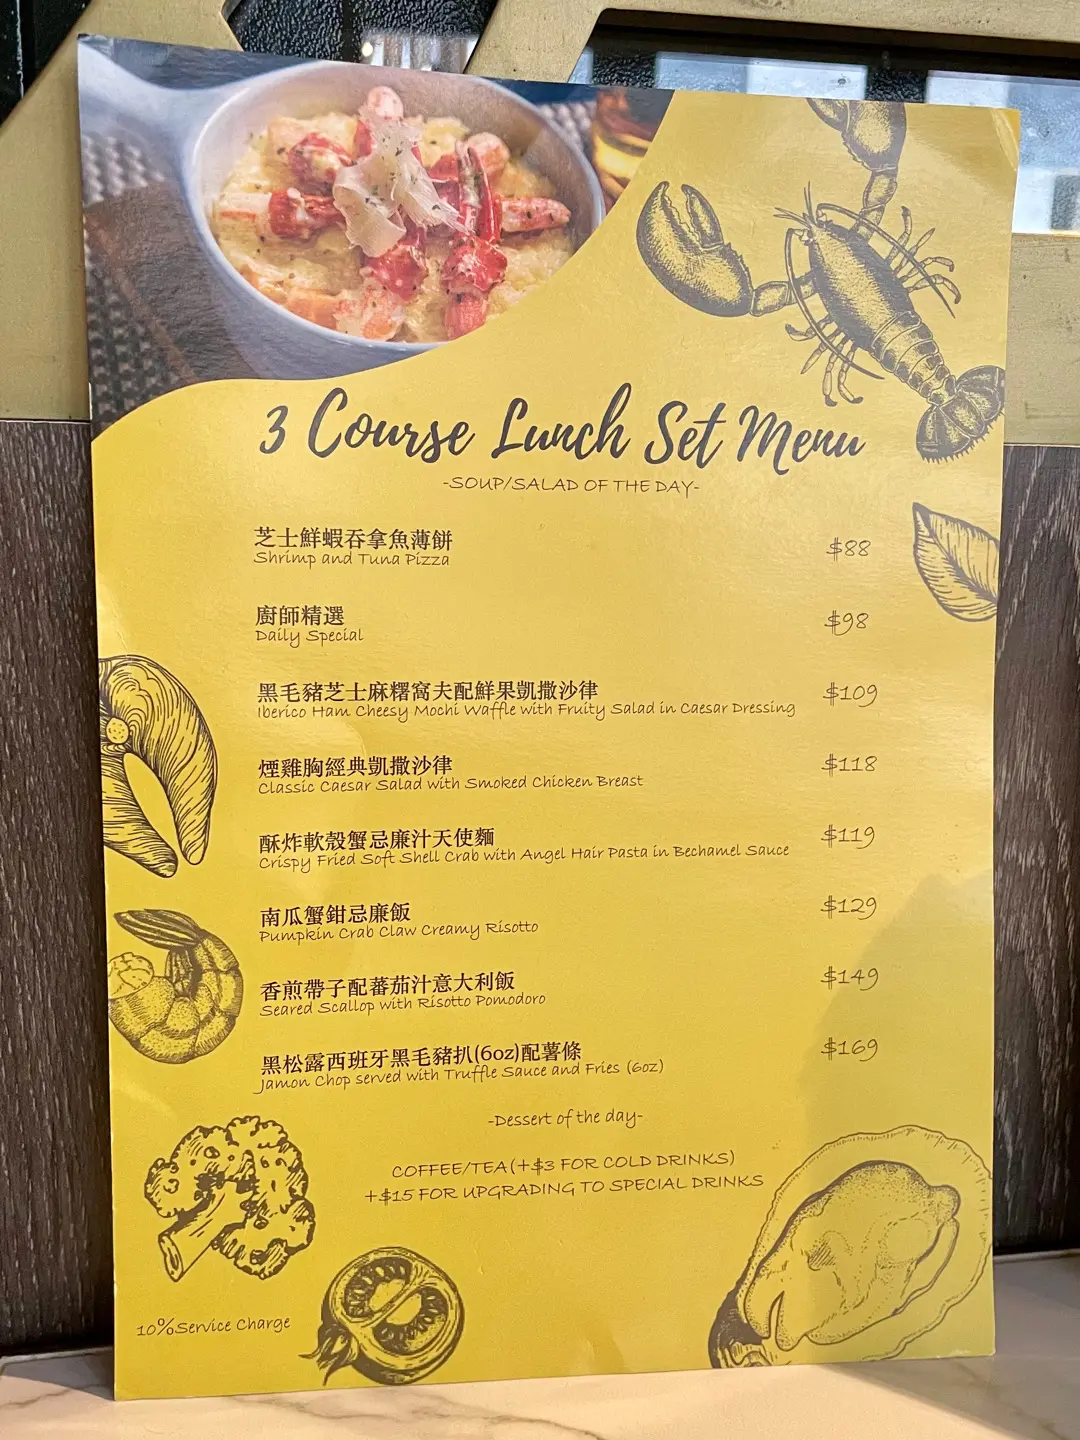 3 Course Lunch Set Menu
-SOUP/SALAD OF THE DAY-
芝士鮮蝦吞拿魚薄餅
Shrimp and Tuna Pizza
$88
廚師精選
Daily Special
$98
黑毛豬芝士麻糬窩夫配鮮果凱撒沙律
Iberico Ham Cheesy Mochi Waffle with Fruity Salad in Caesar Dressing
$109
煙雞胸經典凱撒沙律
Classic Caesar Salad with Smoked Chicken Breast
$118
酥炸軟殼蟹忌廉汁天使麵
Crispy Fried Soft Shell Crab with Angel Hair Pasta in Bechamel Sauce
$119
南瓜蟹鉗忌廉飯
Pumpkin Crab Claw Creamy Risotto
$129
香煎帶子配蕃茄汁意大利飯
Seared Scallop with Risotto Pomodoro
$149
黑松露西班牙黑毛豬扒(6oz)配薯條
Jamon Chop served with Truffle Sauce and Fries (6oz)
$169
-Dessert of the day-
COFFEE/TEA(+$3 FOR COLD DRINKS)
+$15 FOR UPGRADING TO SPECIAL DRINKS
10%Service Charge